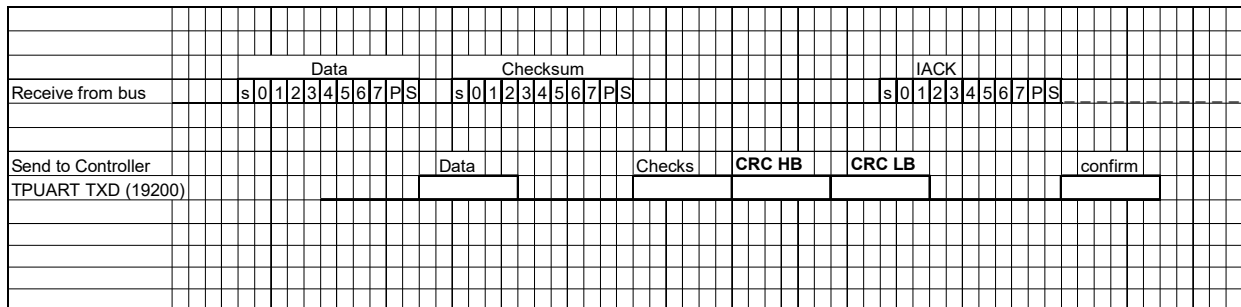 Data Checksum IACK
Receive from bus s 0 1 2 3 4 5 6 7 P S s 0 1 2 3 4 5 6 7 P S s 0 1 2 3 4 5 6 7 P S
Send to Controller Data Checks CRC HB CRC LB confirm
TPUART TXD (19200)